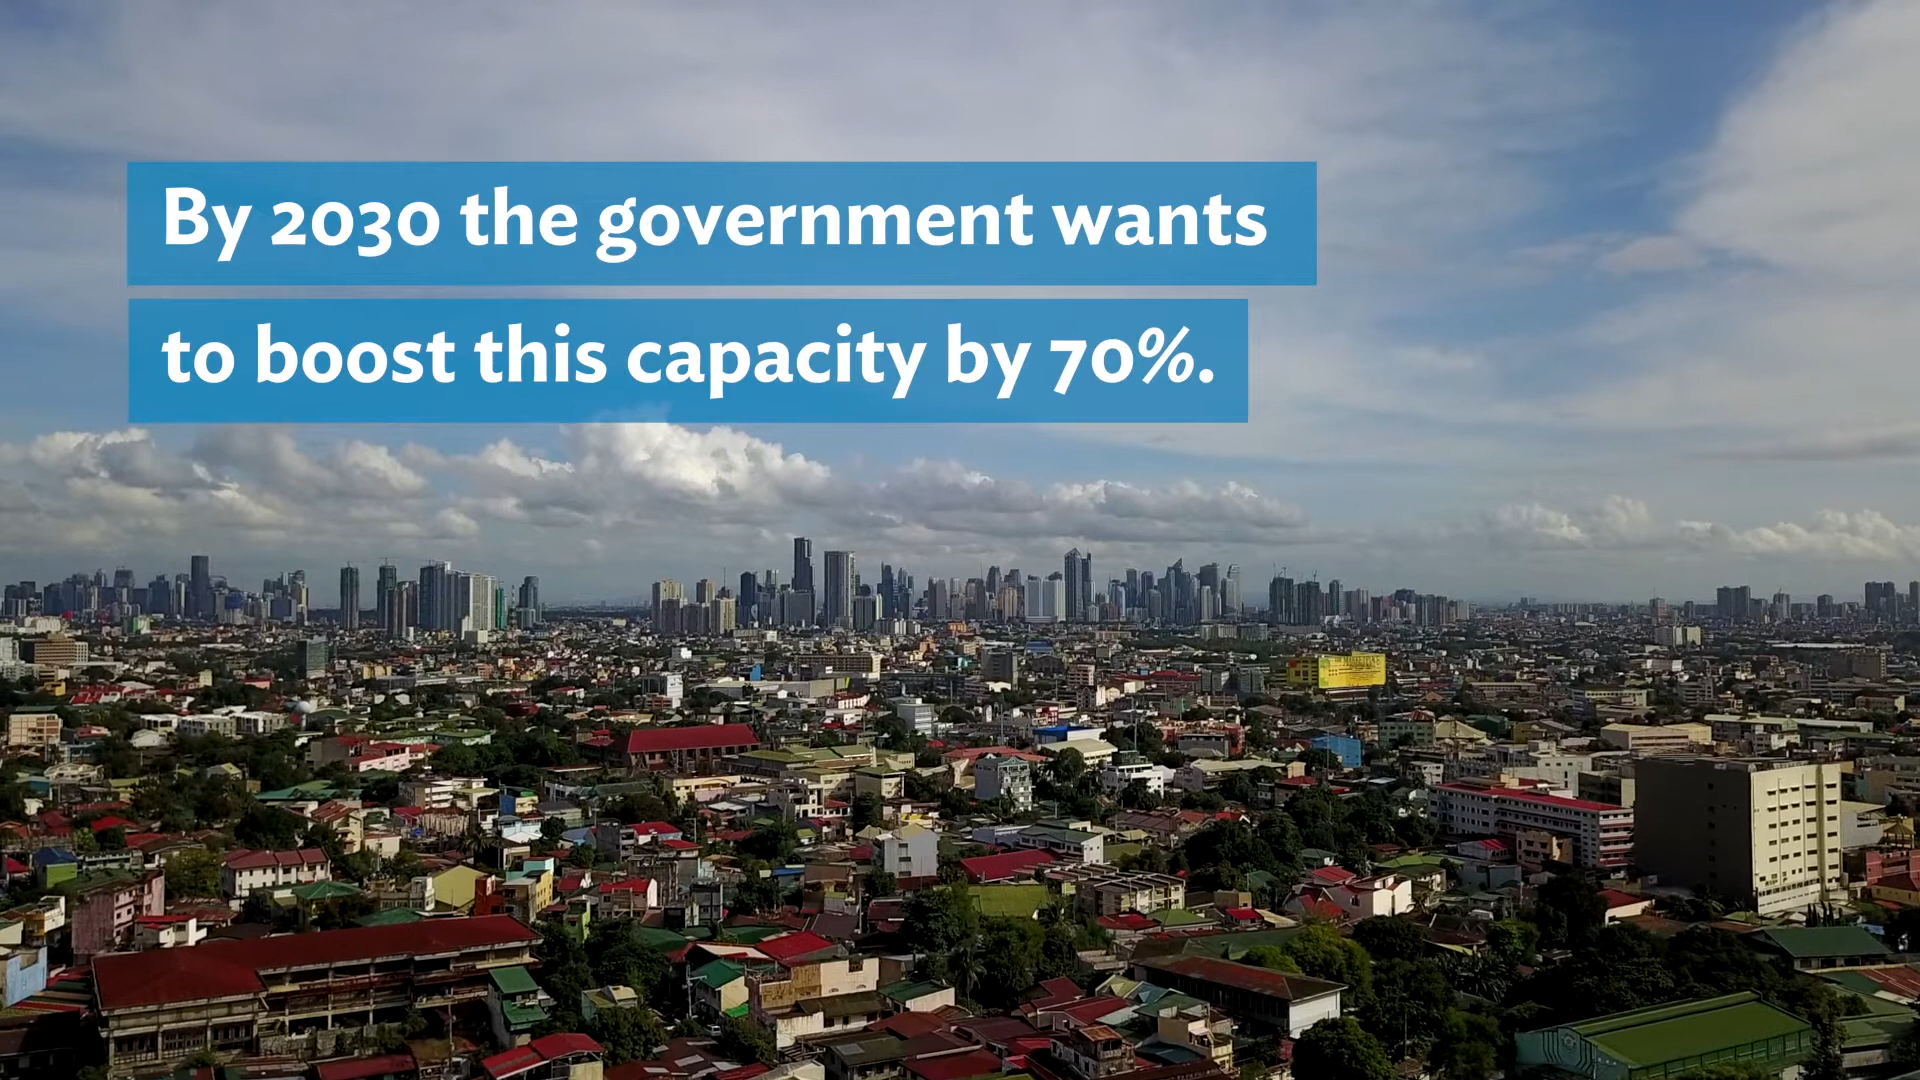 By 2030 the government wants
to boost this capacity by 70%.